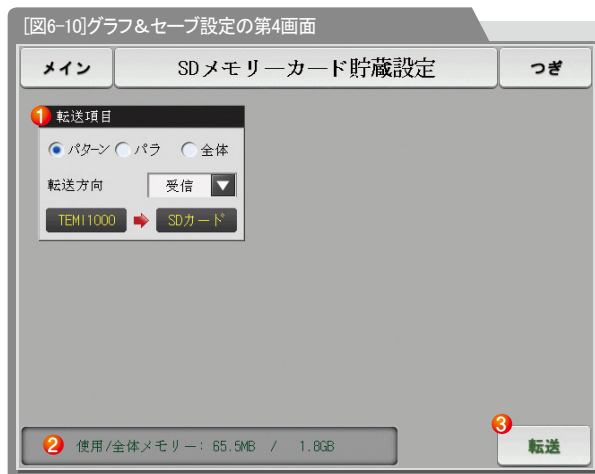 [図6-10]グラフ&セーブ設定の第4画面
メイン
SDメモリーカード貯蔵設定
つぎ
1 転送項目
パターン パラ 全体
転送方向 受信
TEMI1000 SDカード
2 使用/全体メモリー: 65.5MB / 1.8GB
3
転送